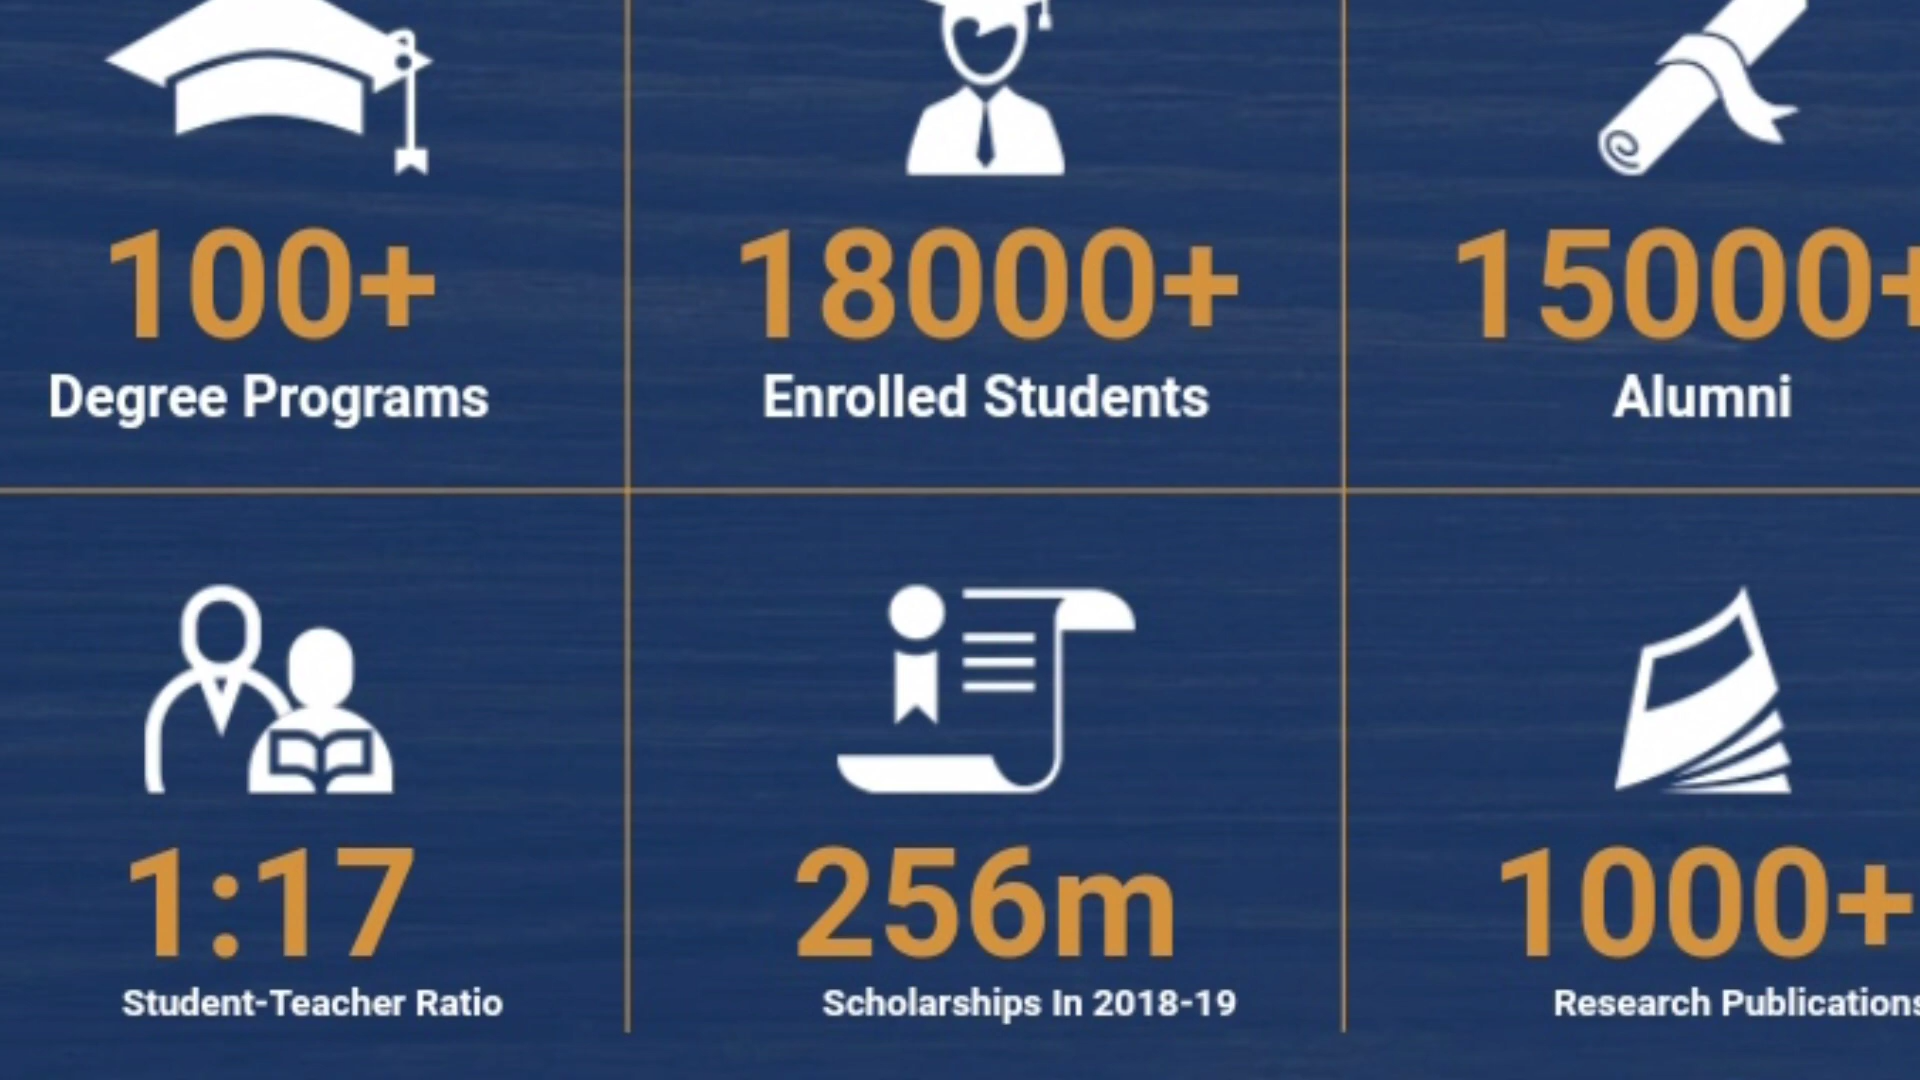 100+
18000+
15000+
Degree Programs
Enrolled Students
Alumni
1:17
256m
1000+
Student-Teacher Ratio
Scholarships In 2018-19
Research Publications